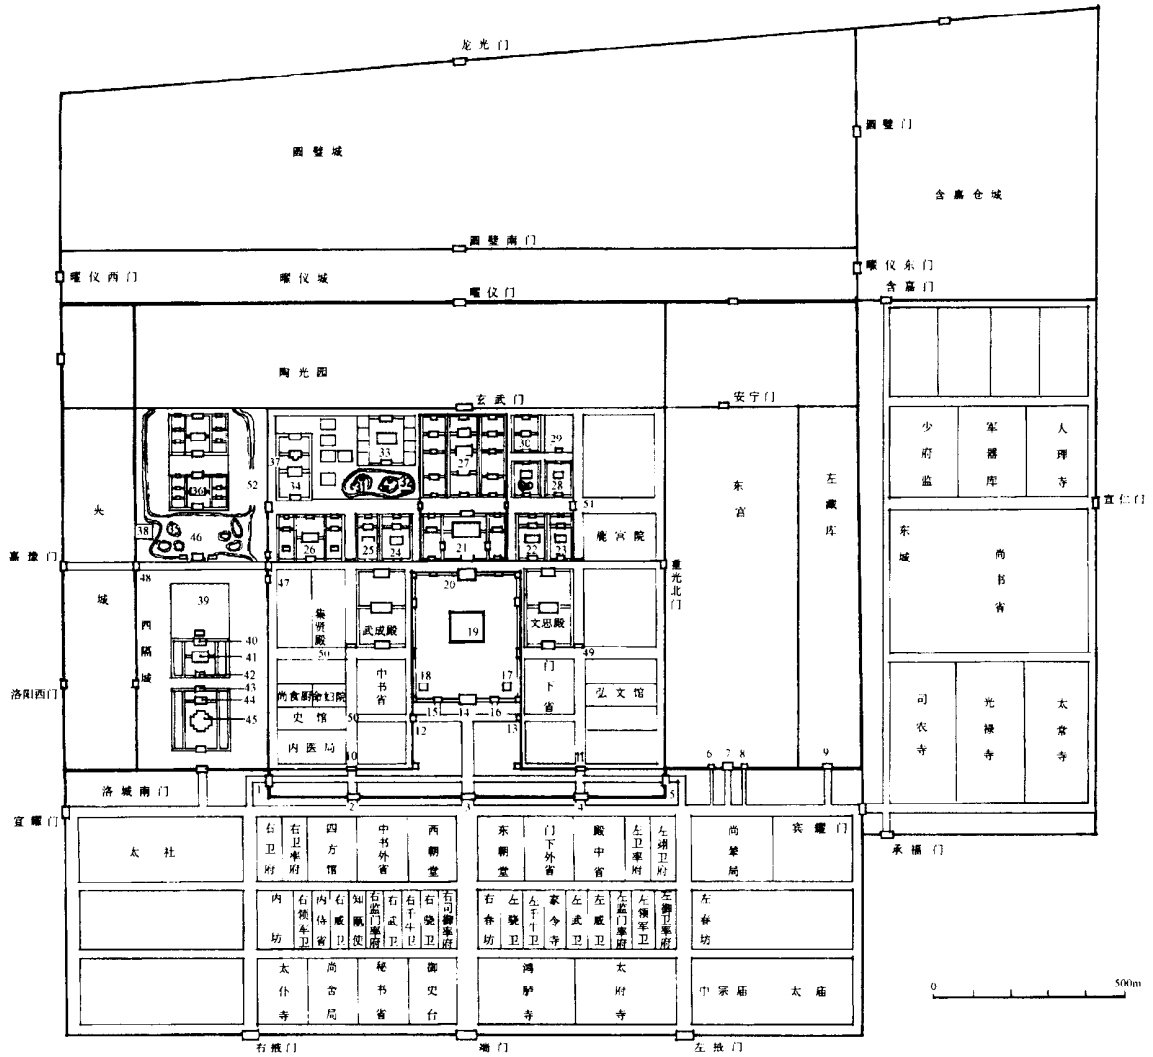 龙光门
圆璧门
圆璧城
含嘉仓城
圆璧南门
曜仪西门
曜仪城
曜仪门
曜仪东门
含嘉门
陶光园
玄武门
安宁门
少府监
军器库
大理寺
宣仁门
东城
尚书省
司农寺
光禄寺
太常寺
东宫
左藏库
夹城
嘉豫门
洛阳西门
西隔城
52
36
38
46
48
39
40
41
42
43
44
45
37
34
33
31
32
27
30
29
28
51
26
25
24
21
22
23
鹿宫院
重光北门
47
集贤殿
50
武成殿
20
19
文思殿
49
18
17
中书省
门下省
弘文馆
尚食厨
命妇院
史馆
50
内医局
15
14
16
12
13
10
11
6
7
8
9
1
2
3
4
5
洛城南门
宣耀门
宾耀门
承福门
太社
右卫府
右卫率府
四方馆
中书外省
西朝堂
东朝堂
门下外省
殿中省
左卫率府
左翊卫府
尚辇局
内坊
右领军卫
内侍省
右威卫
知匦使
右监门率府
右武卫
右千牛卫
右骁卫
右司御率府
右春坊
左骁卫
左千牛卫
家令寺
左武卫
左威卫
左监门率府
左领军卫
左御卫率府
左春坊
太仆寺
尚舍局
秘书省
御史台
鸿胪寺
太府寺
中宗庙
太庙
右掖门
端门
左掖门
0
500m